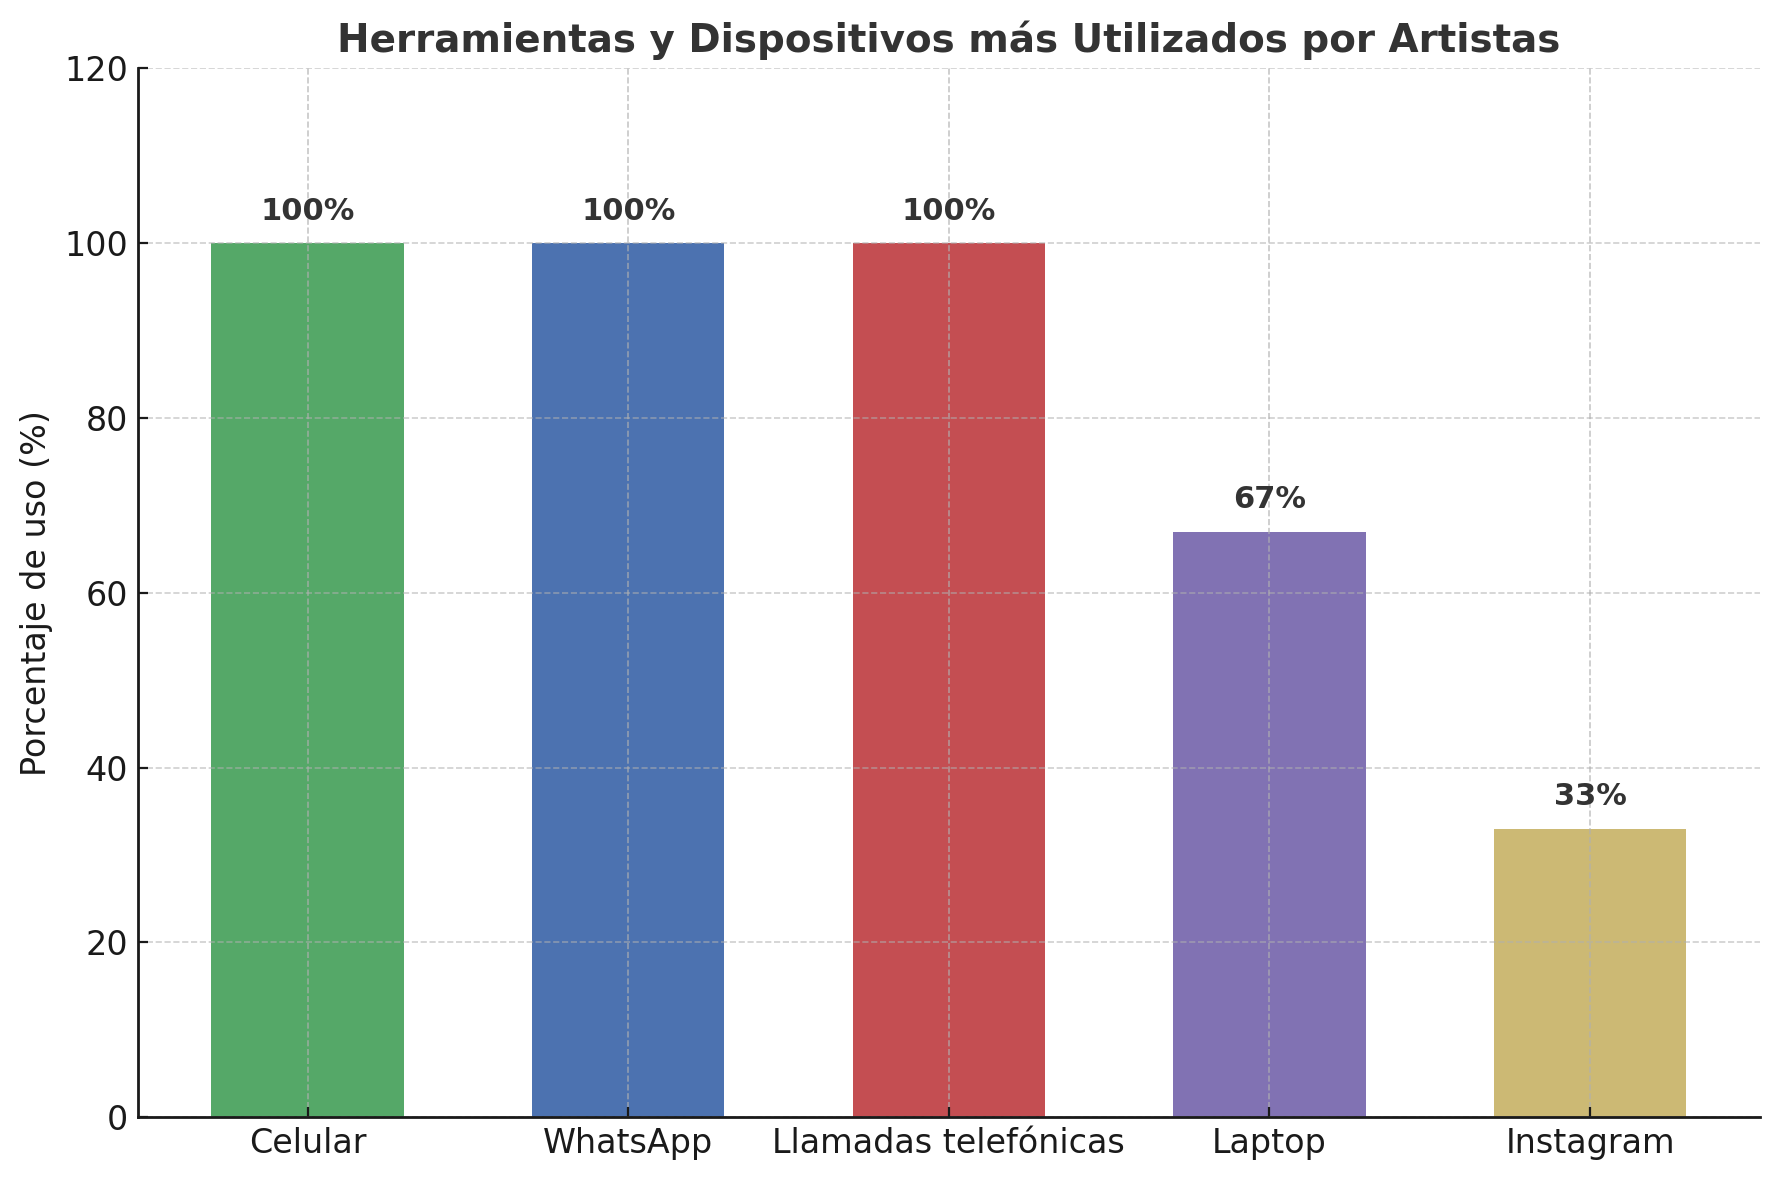 Herramientas y Dispositivos más Utilizados por Artistas
Porcentaje de uso (%)
120
100
80
60
40
20
0
100%
100%
100%
67%
33%
Celular
WhatsApp
Llamadas telefónicas
Laptop
Instagram